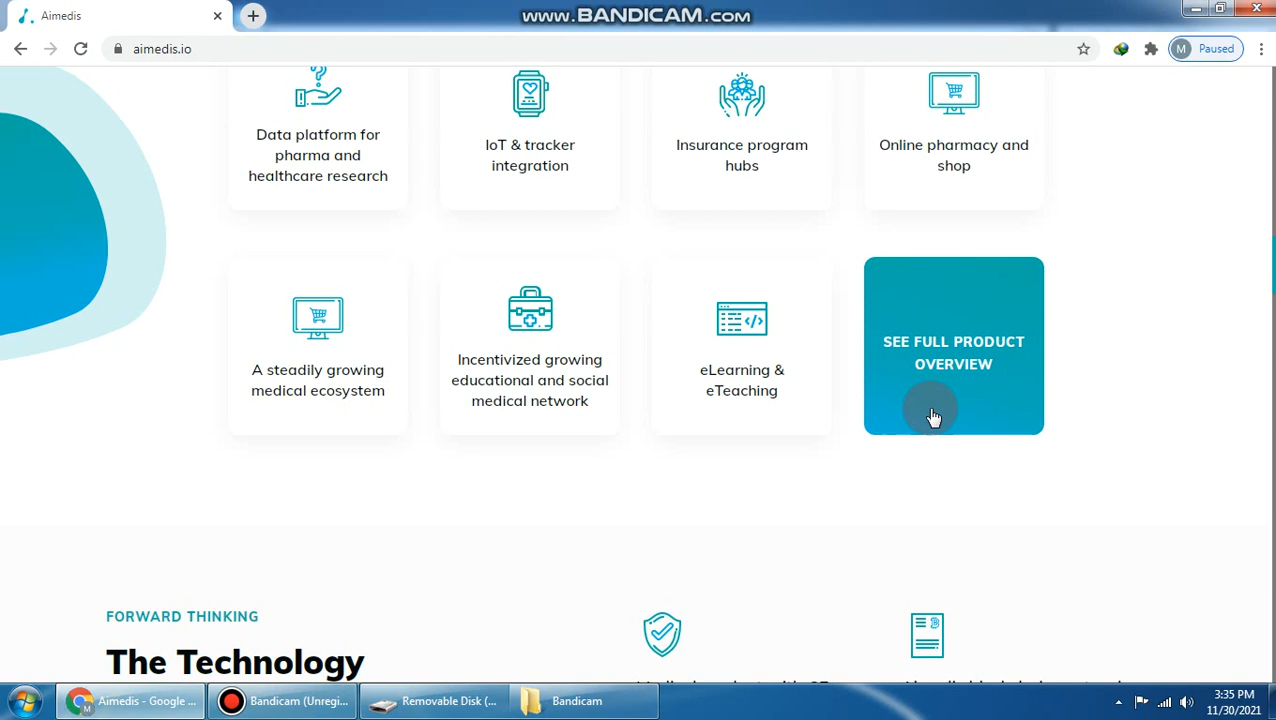 Aimedis
www.BANDICAM.com
aimedis.io
M Paused
Data platform for
pharma and
healthcare research
IoT & tracker
integration
Insurance program
hubs
Online pharmacy and
shop
A steadily growing
medical ecosystem
Incentivized growing
educational and social
medical network
eLearning &
eTeaching
SEE FULL PRODUCT
OVERVIEW
FORWARD THINKING
The Technology
Aimedis - Google ...
Bandicam (Unregi...
Removable Disk (...
Bandicam
3:35 PM
11/30/2021